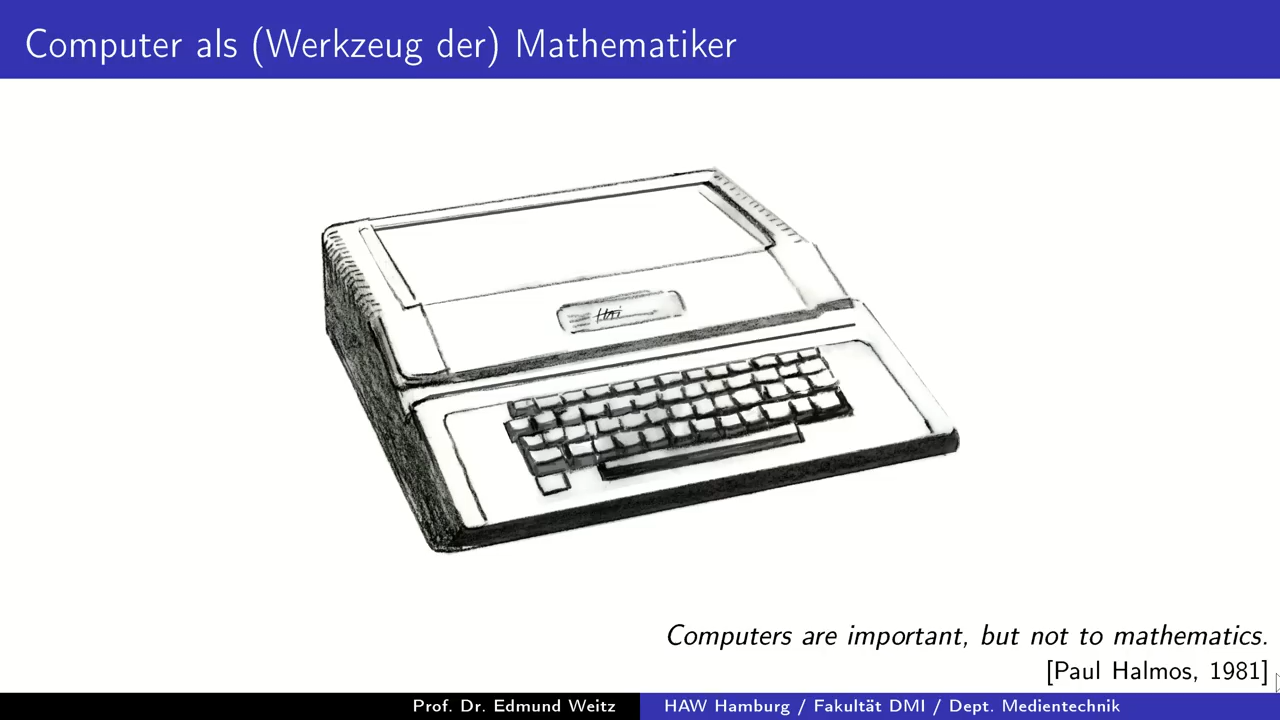 Computer als (Werkzeug der) Mathematiker
Computers are important, but not to mathematics.
[Paul Halmos, 1981]
Prof. Dr. Edmund Weitz
HAW Hamburg / Fakultät DMI / Dept. Medientechnik